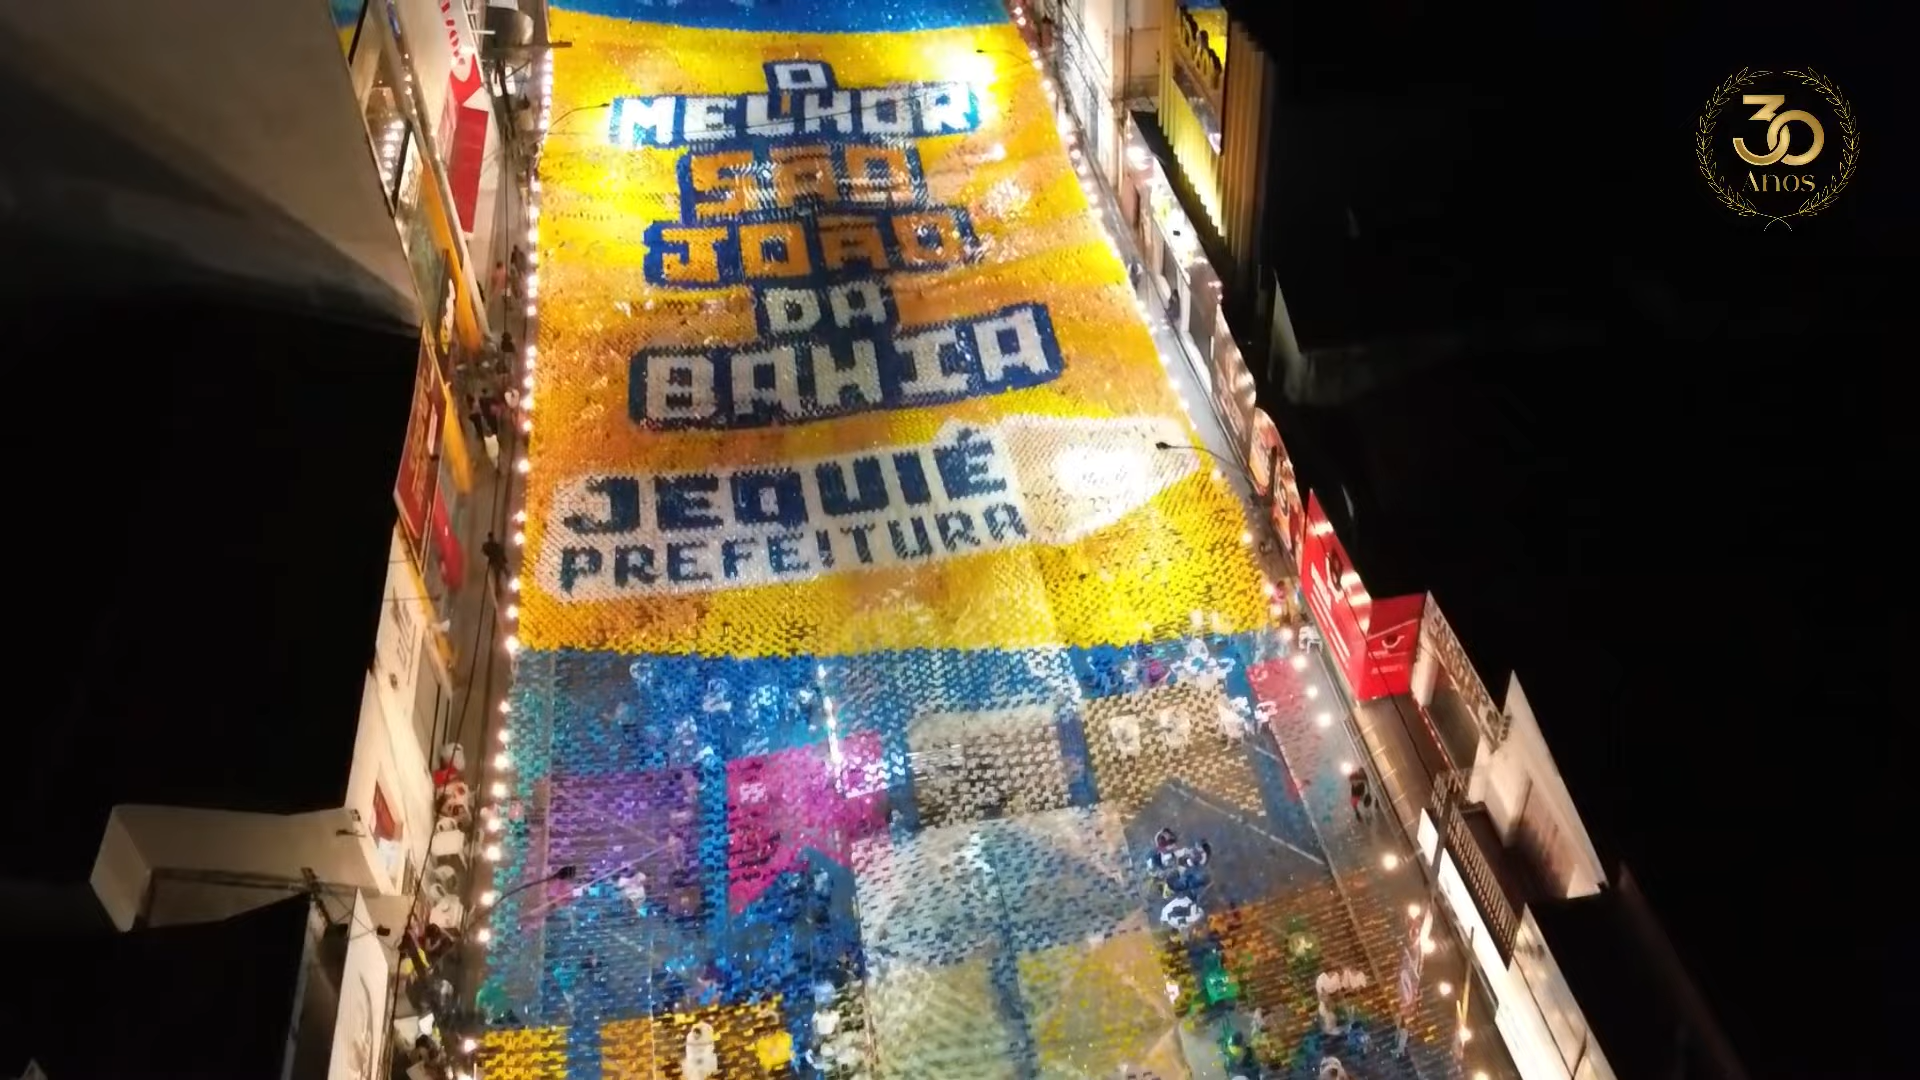 O
MELHOR
SÃO
JOÃO
DA
BAHIA
JEQUIÉ
PREFEITURA
30
Anos